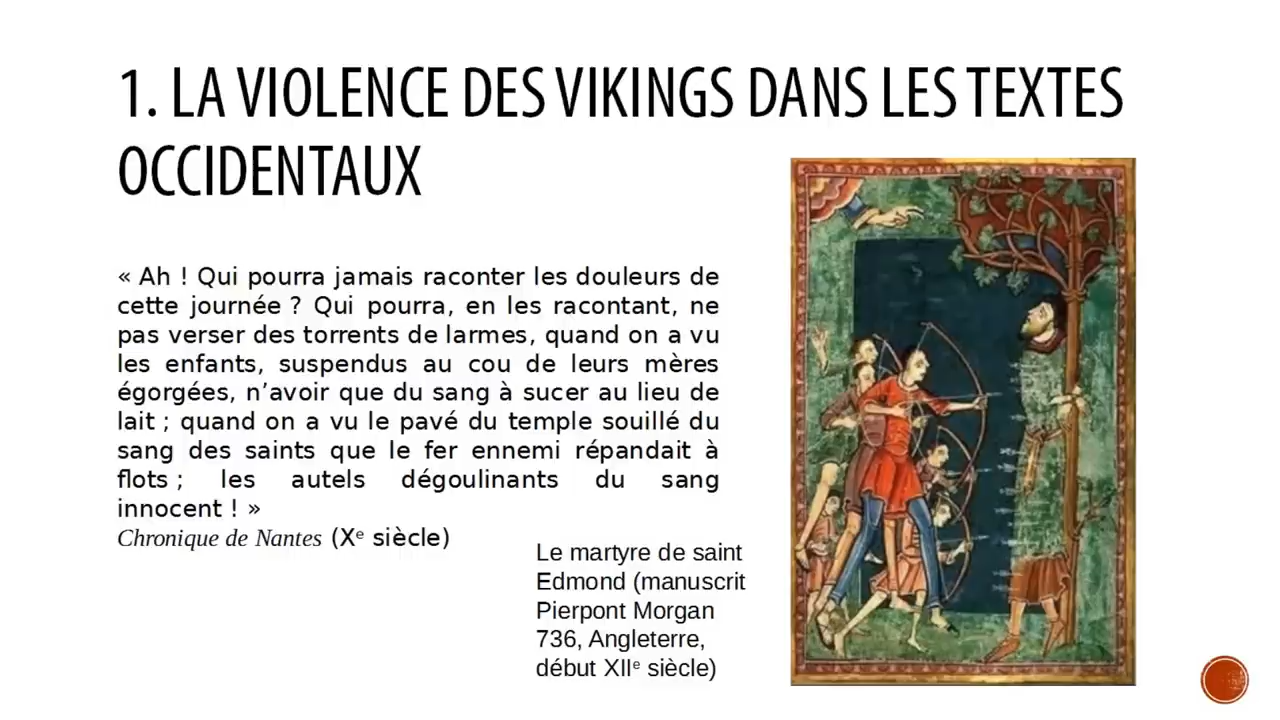 1. LA VIOLENCE DES VIKINGS DANS LES TEXTES
OCCIDENTAUX
« Ah ! Qui pourra jamais raconter les douleurs de
cette journée ? Qui pourra, en les racontant, ne
pas verser des torrents de larmes, quand on a vu
les enfants, suspendus au cou de leurs mères
égorgées, n’avoir que du sang à sucer au lieu de
lait ; quand on a vu le pavé du temple souillé du
sang des saints que le fer ennemi répandait à
flots ; les autels dégoulinants du sang
innocent ! »
Chronique de Nantes (Xᵉ siècle)
Le martyre de saint
Edmond (manuscrit
Pierpont Morgan
736, Angleterre,
début XIIᵉ siècle)